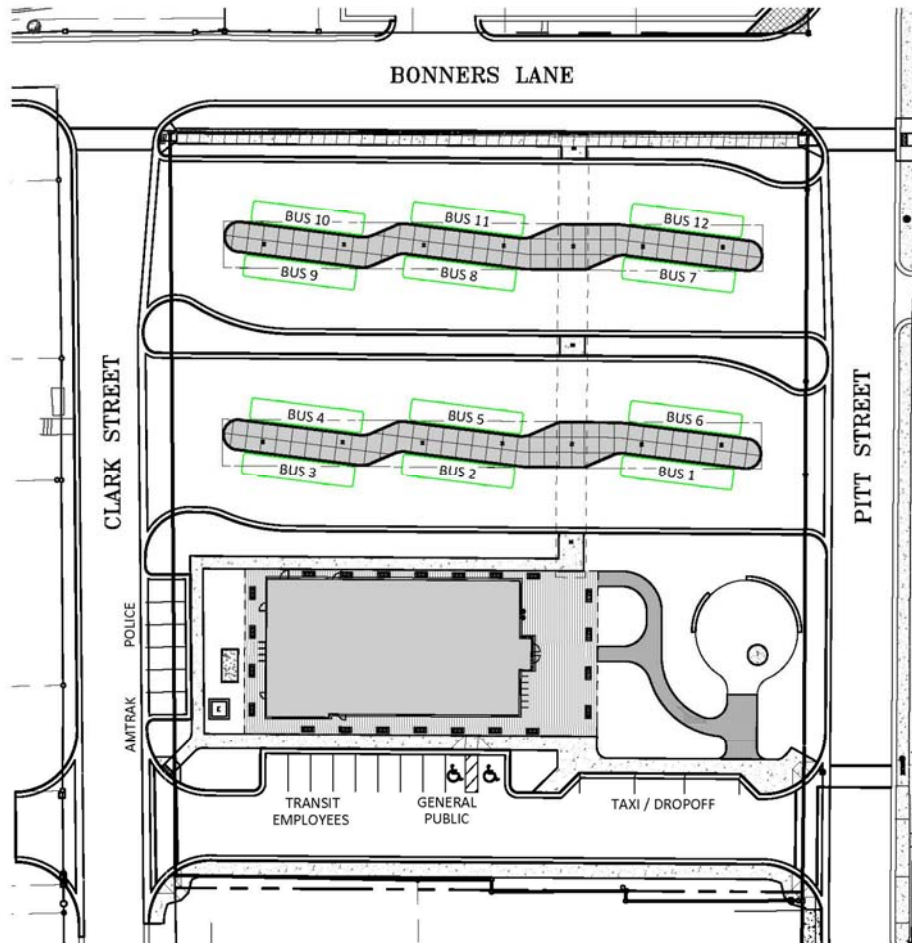 BONNERS LANE
BUS 10
BUS 11
BUS 12
BUS 9
BUS 8
BUS 7
CLARK STREET
PITT STREET
BUS 4
BUS 5
BUS 6
BUS 3
BUS 2
BUS 1
POLICE
AMTRAK
TRANSIT
EMPLOYEES
GENERAL
PUBLIC
TAXI / DROPOFF